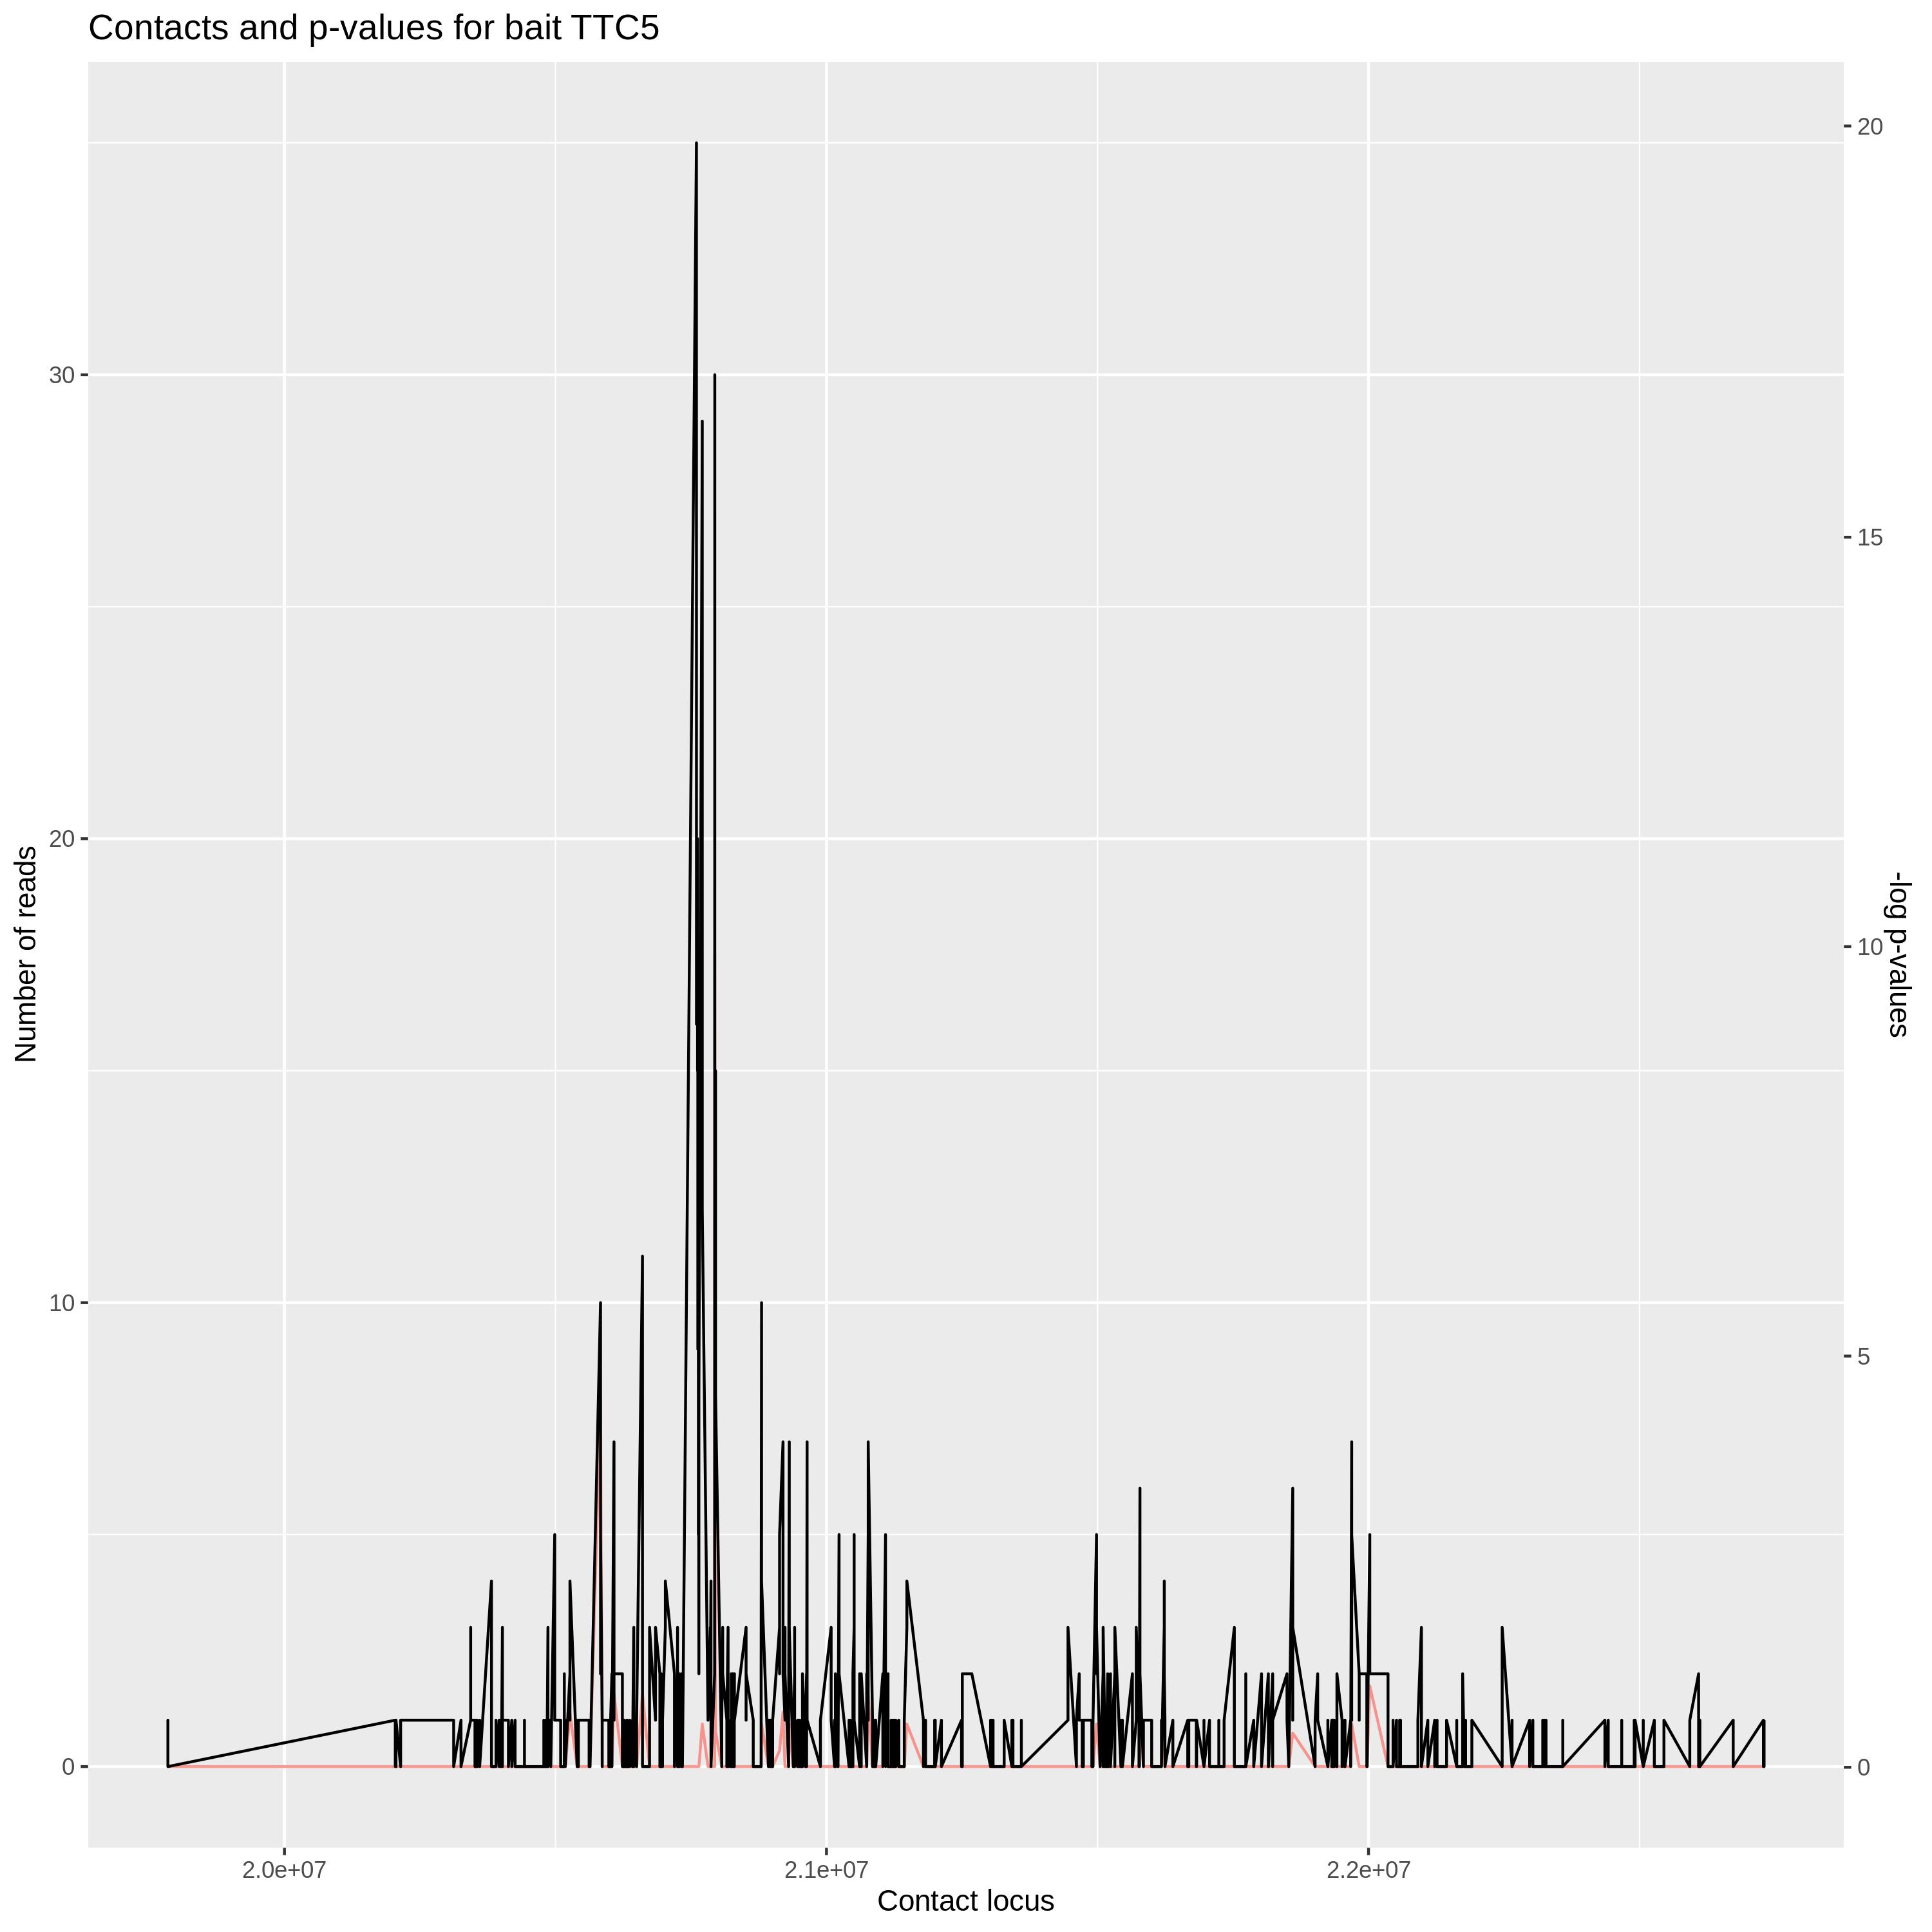 Contacts and p-values for bait TTC5
20
30
15
20
Number of reads
-log p-values
10
10
5
0
0
2.0e+07
2.1e+07
2.2e+07
Contact locus